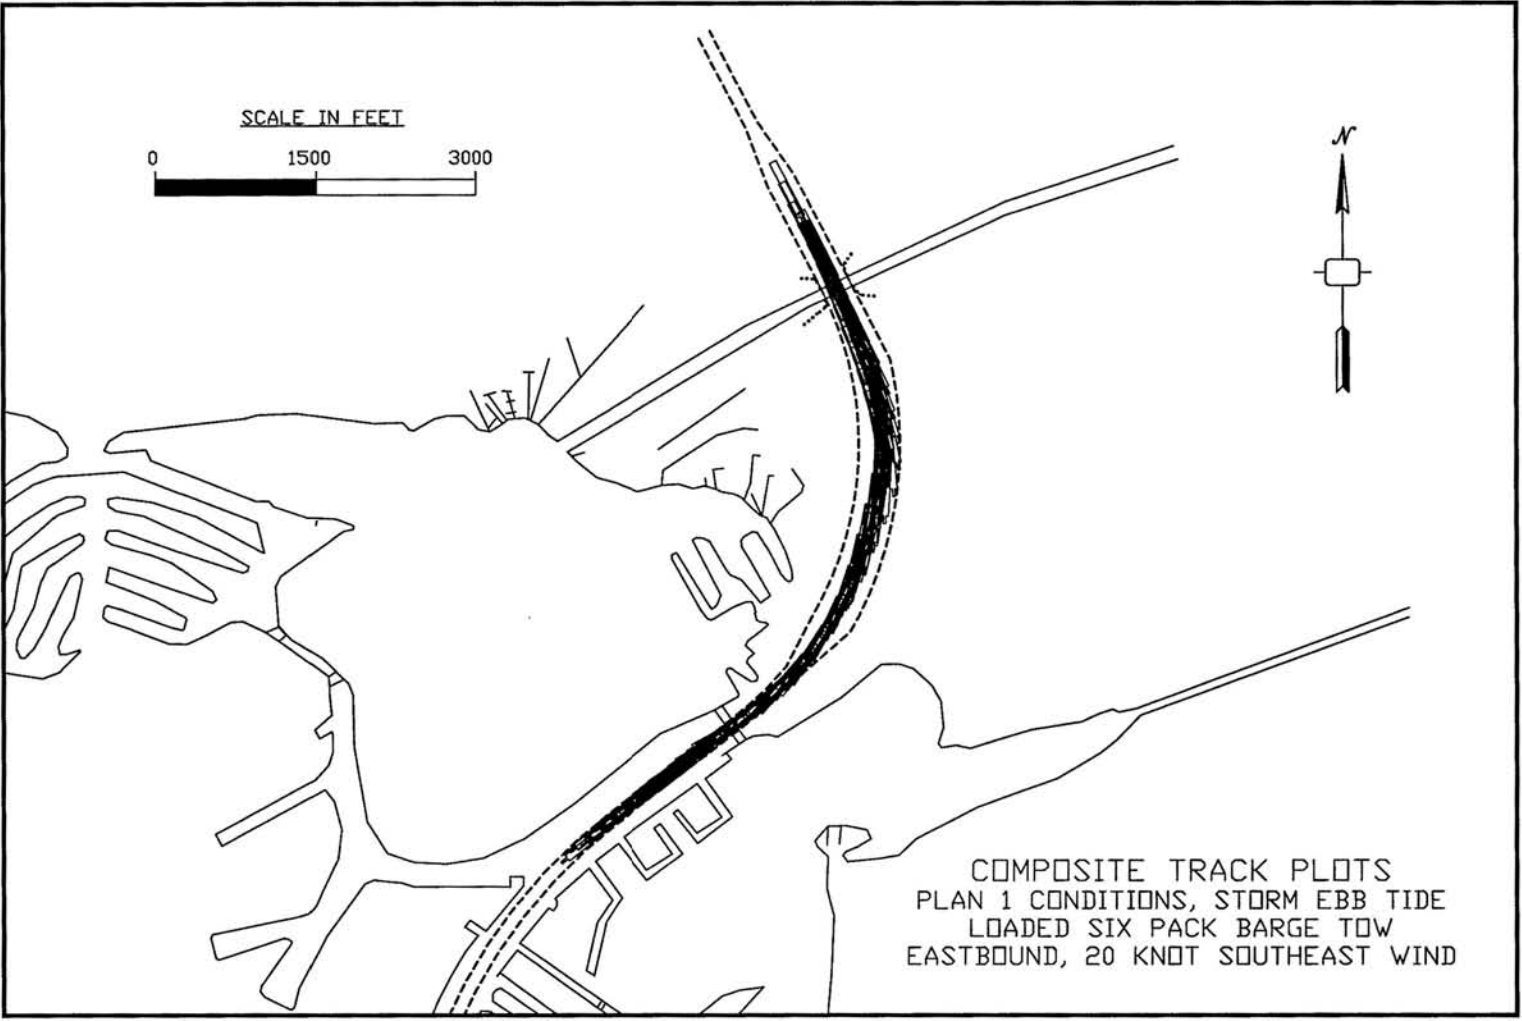 SCALE IN FEET
0 1500 3000
N
COMPOSITE TRACK PLOTS
PLAN 1 CONDITIONS, STORM EBB TIDE
LOADED SIX PACK BARGE TOW
EASTBOUND, 20 KNOT SOUTHEAST WIND